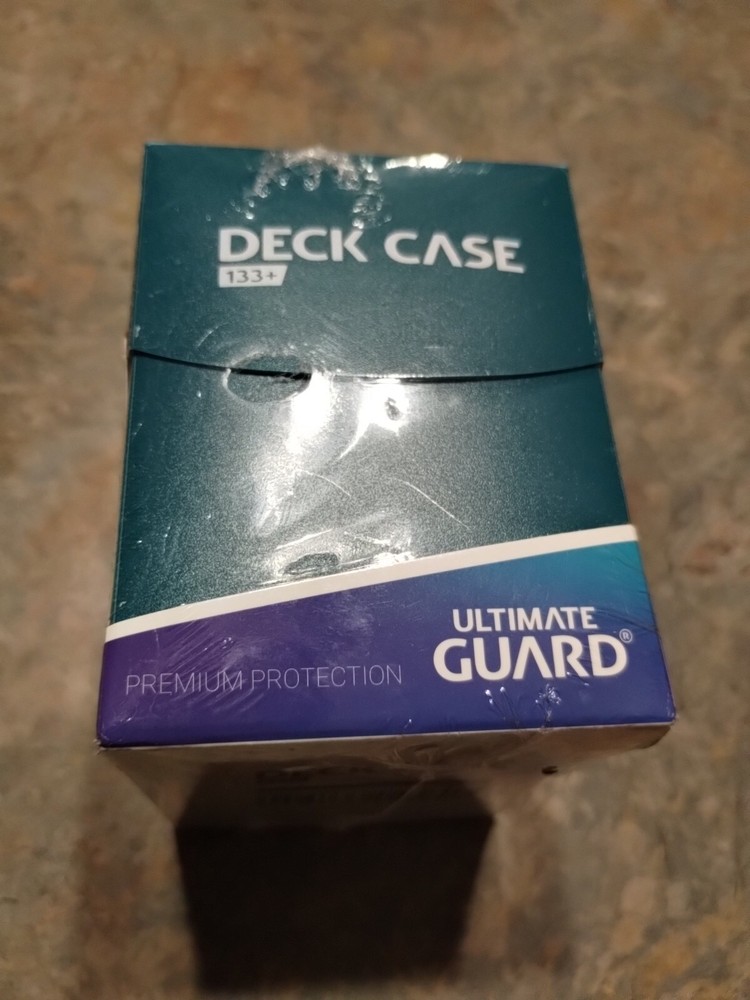 DECK CASE
133+
ULTIMATE
GUARD®
PREMIUM PROTECTION